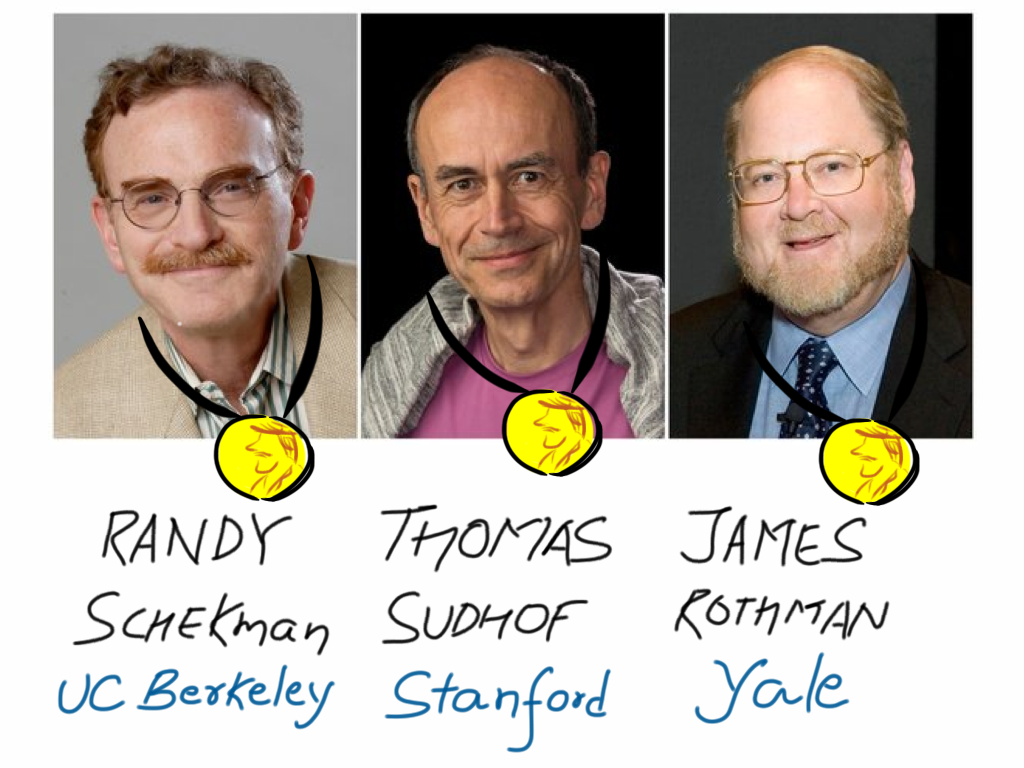 RANDY
SCHEKman
UC Berkeley
THOMAS
SUDHOF
Stanford
JAMES
ROTHMAN
Yale